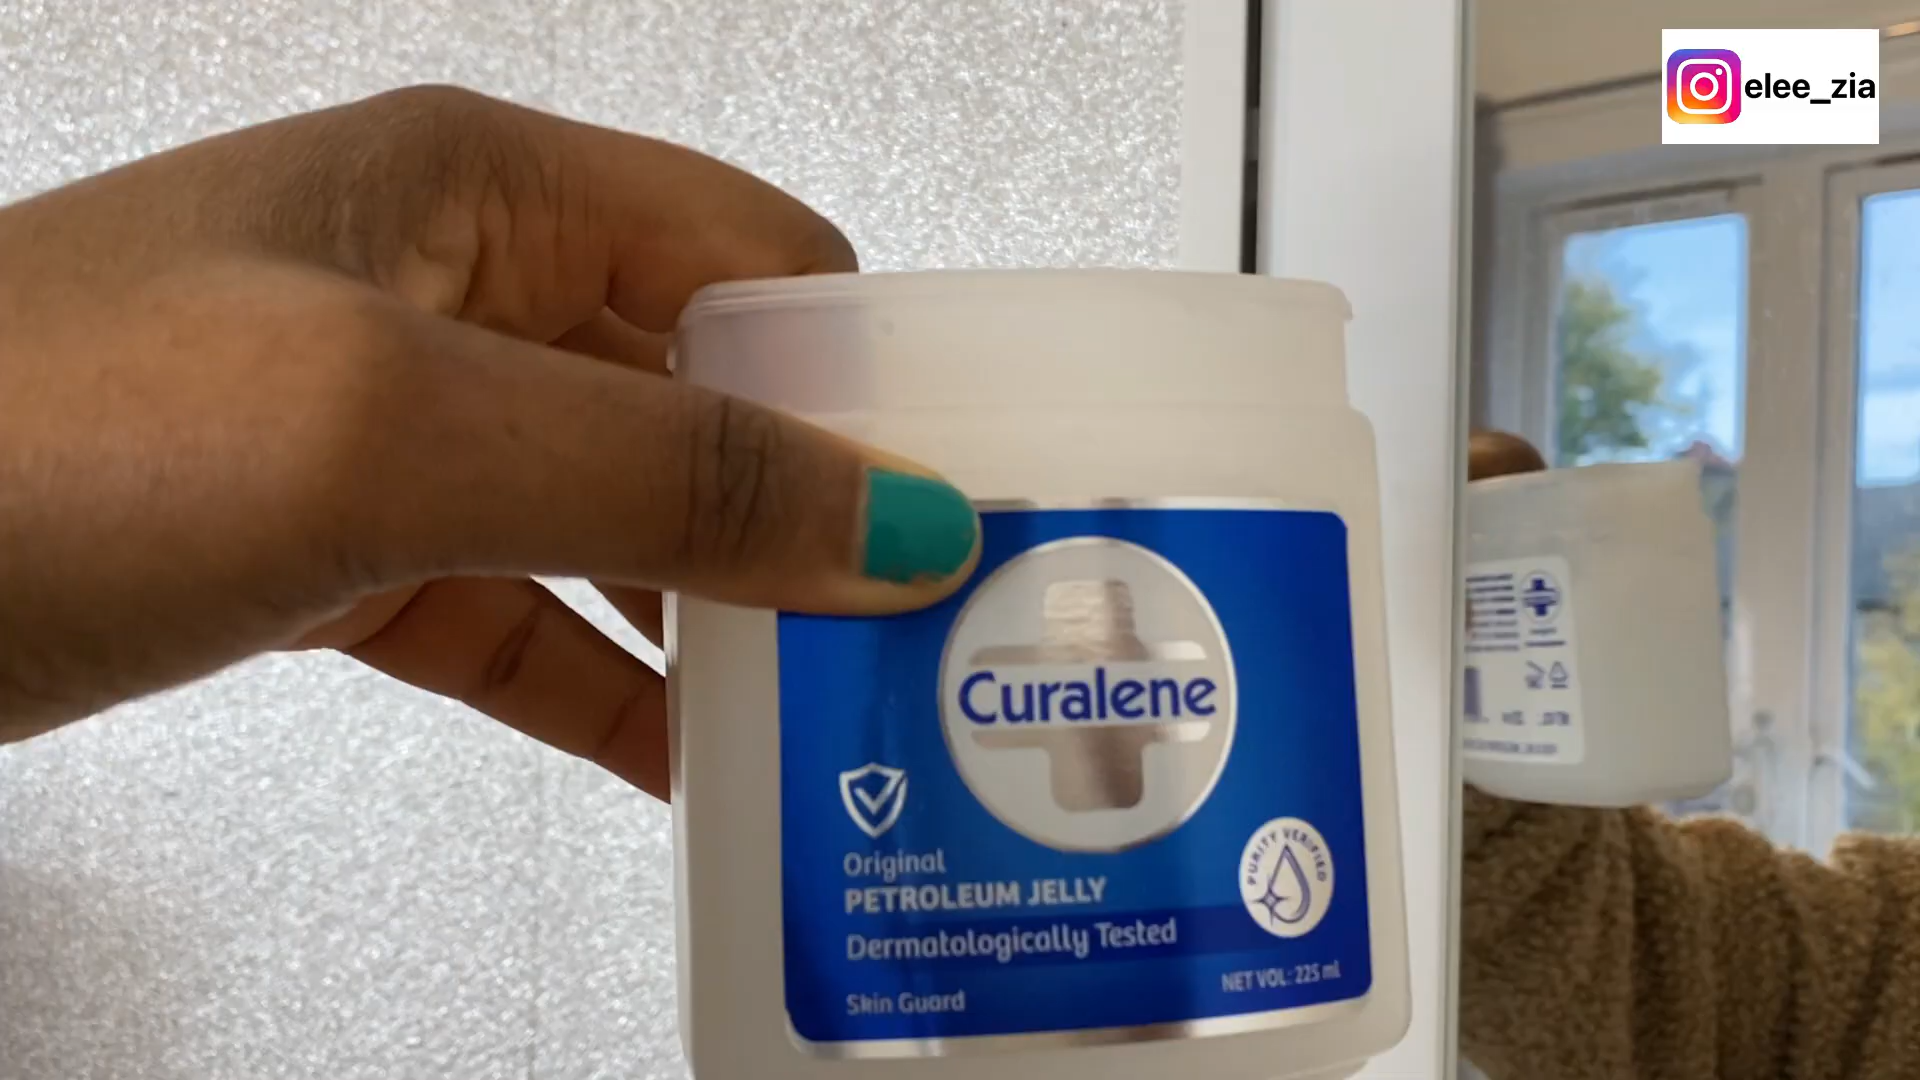 elee_zia
Curalene
Original
PETROLEUM JELLY
Dermatologically Tested
Skin Guard
PURITY VERIFIED
NET VOL: 225 ml